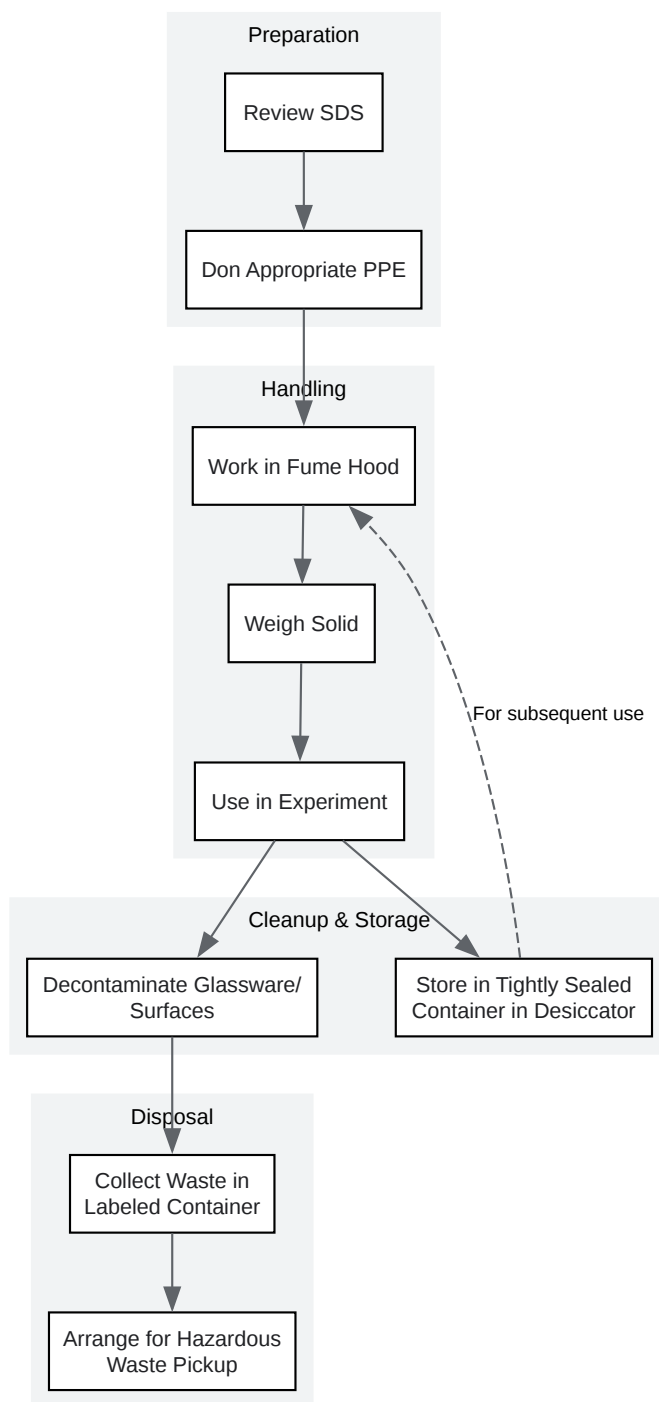 Preparation
Review SDS
Don Appropriate PPE
Handling
Work in Fume Hood
Weigh Solid
For subsequent use
Use in Experiment
Cleanup & Storage
Decontaminate Glassware/
Surfaces
Store in Tightly Sealed
Container in Desiccator
Disposal
Collect Waste in
Labeled Container
Arrange for Hazardous
Waste Pickup